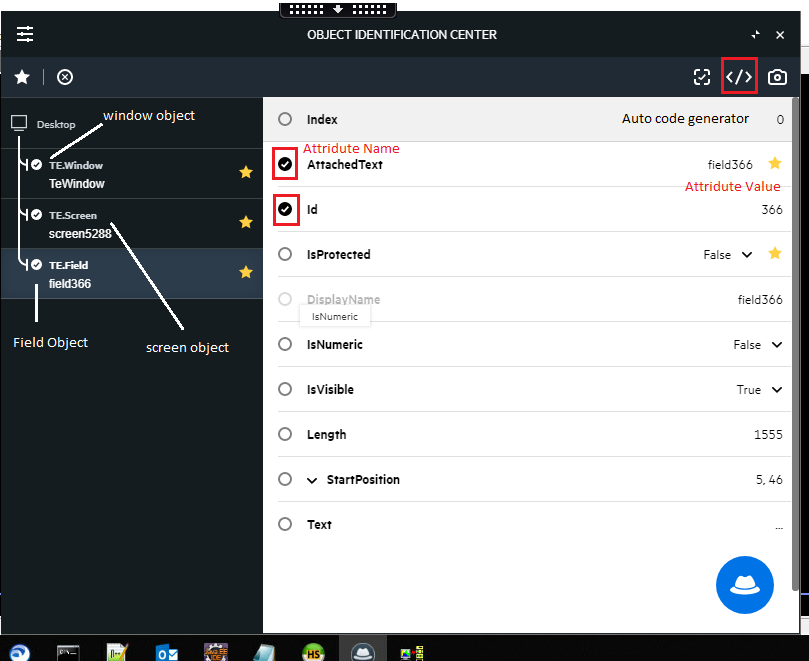 OBJECT IDENTIFICATION CENTER
</>
Desktop
window object
TE.Window
TeWindow
TE.Screen
screen5288
TE.Field
field366
Field Object
screen object
Index
Auto code generator
0
Attridute Name
AttachedText
field366
Attridute Value
Id
366
IsProtected
False
DisplayName
field366
IsNumeric
IsNumeric
False
IsVisible
True
Length
1555
StartPosition
5, 46
Text
...
HS